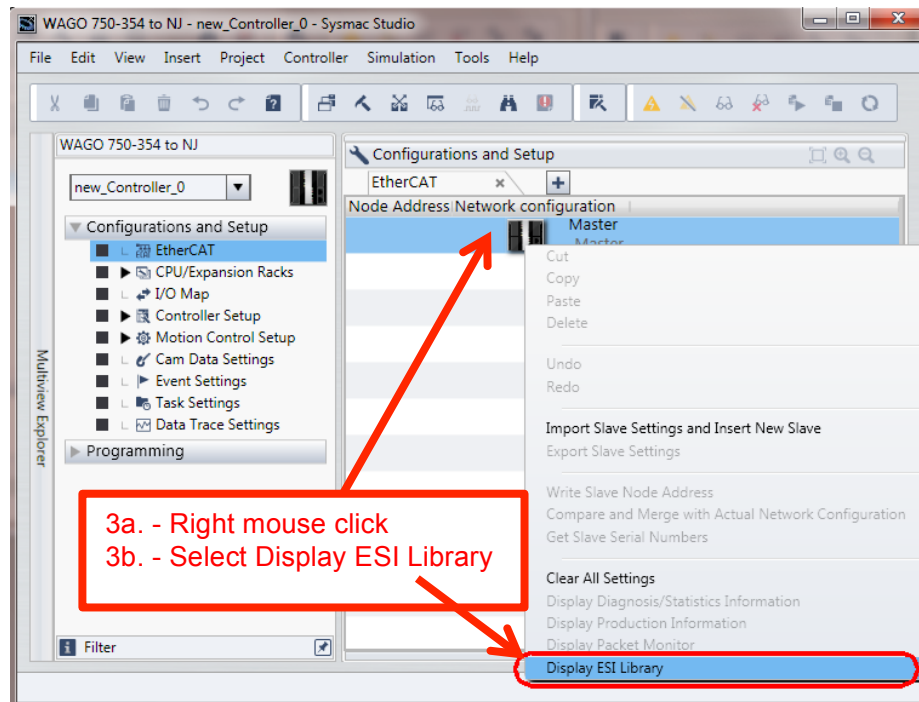 WAGO 750-354 to NJ - new_Controller_0 - Sysmac Studio
File Edit View Insert Project Controller Simulation Tools Help
WAGO 750-354 to NJ
new_Controller_0
Configurations and Setup
EtherCAT
CPU/Expansion Racks
I/O Map
Controller Setup
Motion Control Setup
Cam Data Settings
Event Settings
Task Settings
Data Trace Settings
Programming
Multiview Explorer
Filter
Configurations and Setup
EtherCAT
Node Address Network configuration
Master
Master
Cut
Copy
Paste
Delete
Undo
Redo
Import Slave Settings and Insert New Slave
Export Slave Settings
Write Slave Node Address
Compare and Merge with Actual Network Configuration
Get Slave Serial Numbers
Clear All Settings
Display Diagnosis/Statistics Information
Display Production Information
Display Packet Monitor
Display ESI Library
3a. - Right mouse click
3b. - Select Display ESI Library